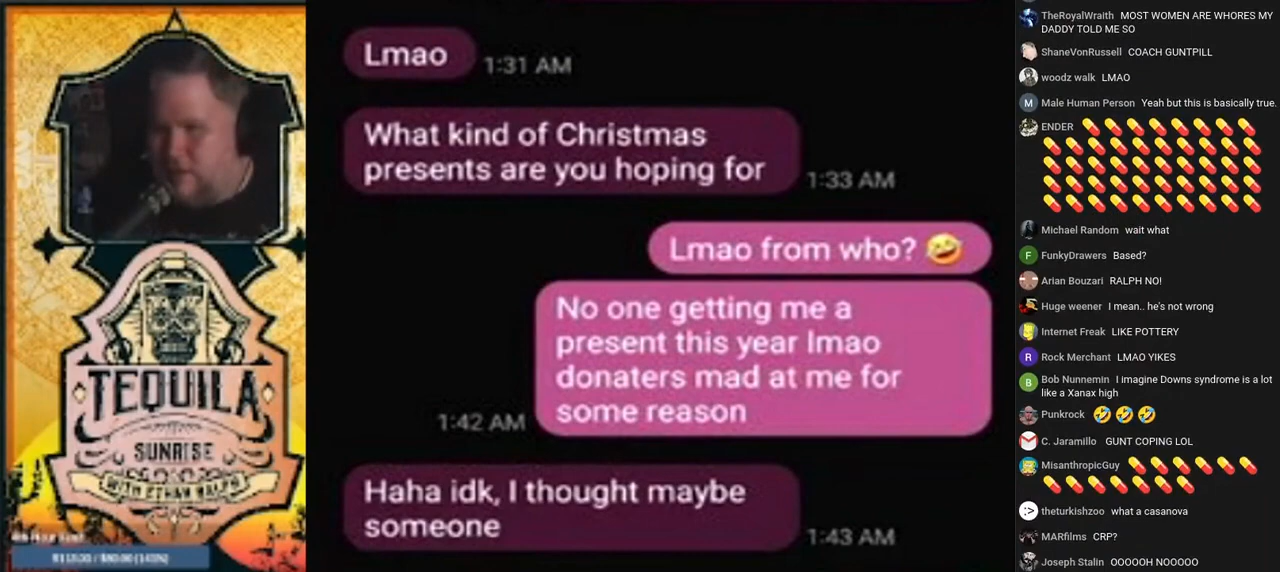 TEQUILA
SUNRISE
WITH ETHAN RALPH
Lmao
1:31 AM
What kind of Christmas
presents are you hoping for
1:33 AM
Lmao from who? 🤣
No one getting me a
present this year lmao
donaters mad at me for
some reason
1:42 AM
Haha idk, I thought maybe
someone
1:43 AM
TheRoyalWraith MOST WOMEN ARE WHORES MY
DADDY TOLD ME SO
ShaneVonRussell COACH GUNTPILL
woodz walk LMAO
M Male Human Person Yeah but this is basically true.
ENDER 💊💊💊💊💊💊💊💊
💊💊💊💊💊💊💊💊💊💊
💊💊💊💊💊💊💊💊💊💊
💊💊💊💊💊💊💊💊💊💊
💊💊💊💊💊💊💊💊💊💊
Michael Random wait what
F FunkyDrawers Based?
Arian Bouzari RALPH NO!
Huge weener I mean.. he's not wrong
Internet Freak LIKE POTTERY
R Rock Merchant LMAO YIKES
B Bob Nunnemin I imagine Downs syndrome is a lot
like a Xanax high
Punkrock 🤣🤣🤣
C. Jaramillo GUNT COPING LOL
MisanthropicGuy 💊💊💊💊💊💊
💊💊💊💊💊💊💊
theturkishzoo what a casanova
MARfilms CRP?
Joseph Stalin OOOOOH NOOOOO